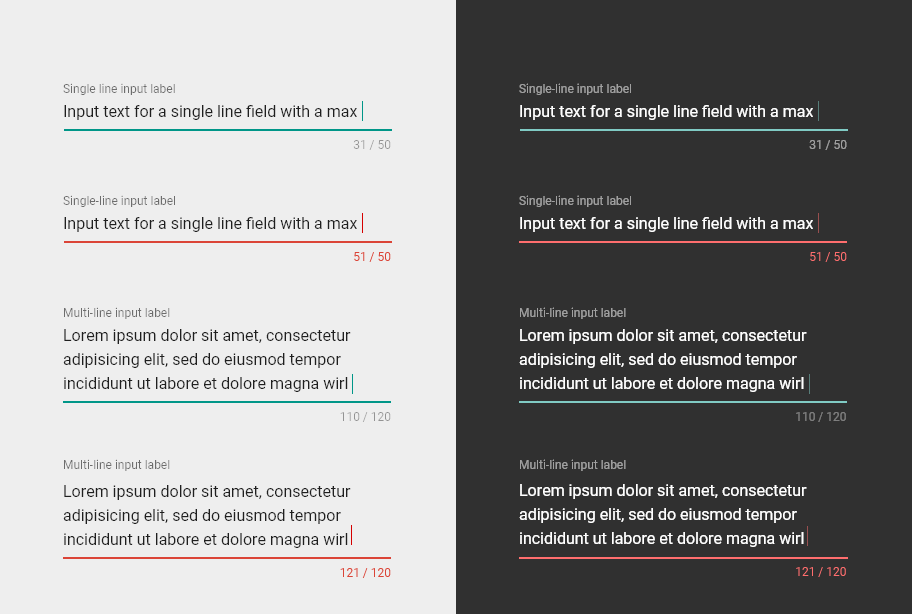 Single line input label
Input text for a single line field with a max
31 / 50
Single-line input label
Input text for a single line field with a max
51 / 50
Multi-line input label
Lorem ipsum dolor sit amet, consectetur
adipisicing elit, sed do eiusmod tempor
incididunt ut labore et dolore magna wirl
110 / 120
Multi-line input label
Lorem ipsum dolor sit amet, consectetur
adipisicing elit, sed do eiusmod tempor
incididunt ut labore et dolore magna wirl
121 / 120
Single-line input label
Input text for a single line field with a max
31 / 50
Single-line input label
Input text for a single line field with a max
51 / 50
Multi-line input label
Lorem ipsum dolor sit amet, consectetur
adipisicing elit, sed do eiusmod tempor
incididunt ut labore et dolore magna wirl
110 / 120
Multi-line input label
Lorem ipsum dolor sit amet, consectetur
adipisicing elit, sed do eiusmod tempor
incididunt ut labore et dolore magna wirl
121 / 120